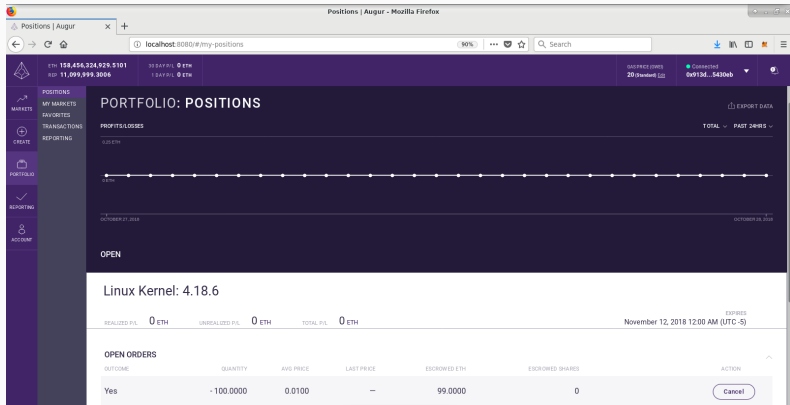 Positions | Augur - Mozilla Firefox
Positions | Augur
localhost:8080/#/my-positions
90%
Search
ETH 158,456,324,929.5101
REP 11,099,999.3006
30 DAY P/L 0 ETH
1 DAY P/L 0 ETH
GAS PRICE (GWEI)
20 (Standard) Edit
Connected
0x913d...5430eb
MARKETS
CREATE
PORTFOLIO
REPORTING
ACCOUNT
POSITIONS
MY MARKETS
FAVORITES
TRANSACTIONS
REPORTING
PORTFOLIO: POSITIONS
EXPORT DATA
PROFITS/LOSSES
TOTAL
PAST 24HRS
0.25 ETH
0 ETH
OCTOBER 27, 2018
OCTOBER 28, 2018
OPEN
Linux Kernel: 4.18.6
REALIZED P/L 0 ETH
UNREALIZED P/L 0 ETH
TOTAL P/L 0 ETH
EXPIRES
November 12, 2018 12:00 AM (UTC -5)
OPEN ORDERS
OUTCOME QUANTITY AVG PRICE LAST PRICE ESCROWED ETH ESCROWED SHARES ACTION
Yes - 100.0000 0.0100 — 99.0000 0 Cancel